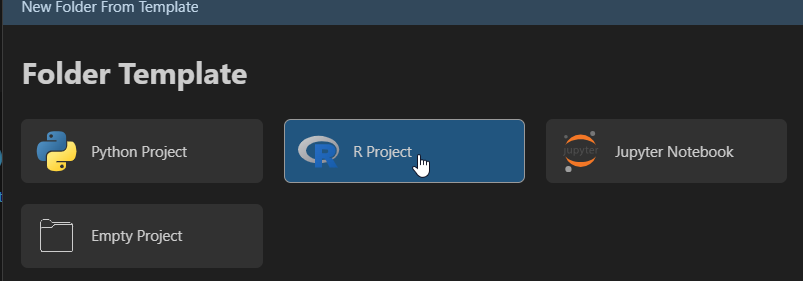 New Folder From Template
Folder Template
Python Project
R Project
jupyter
Jupyter Notebook
Empty Project